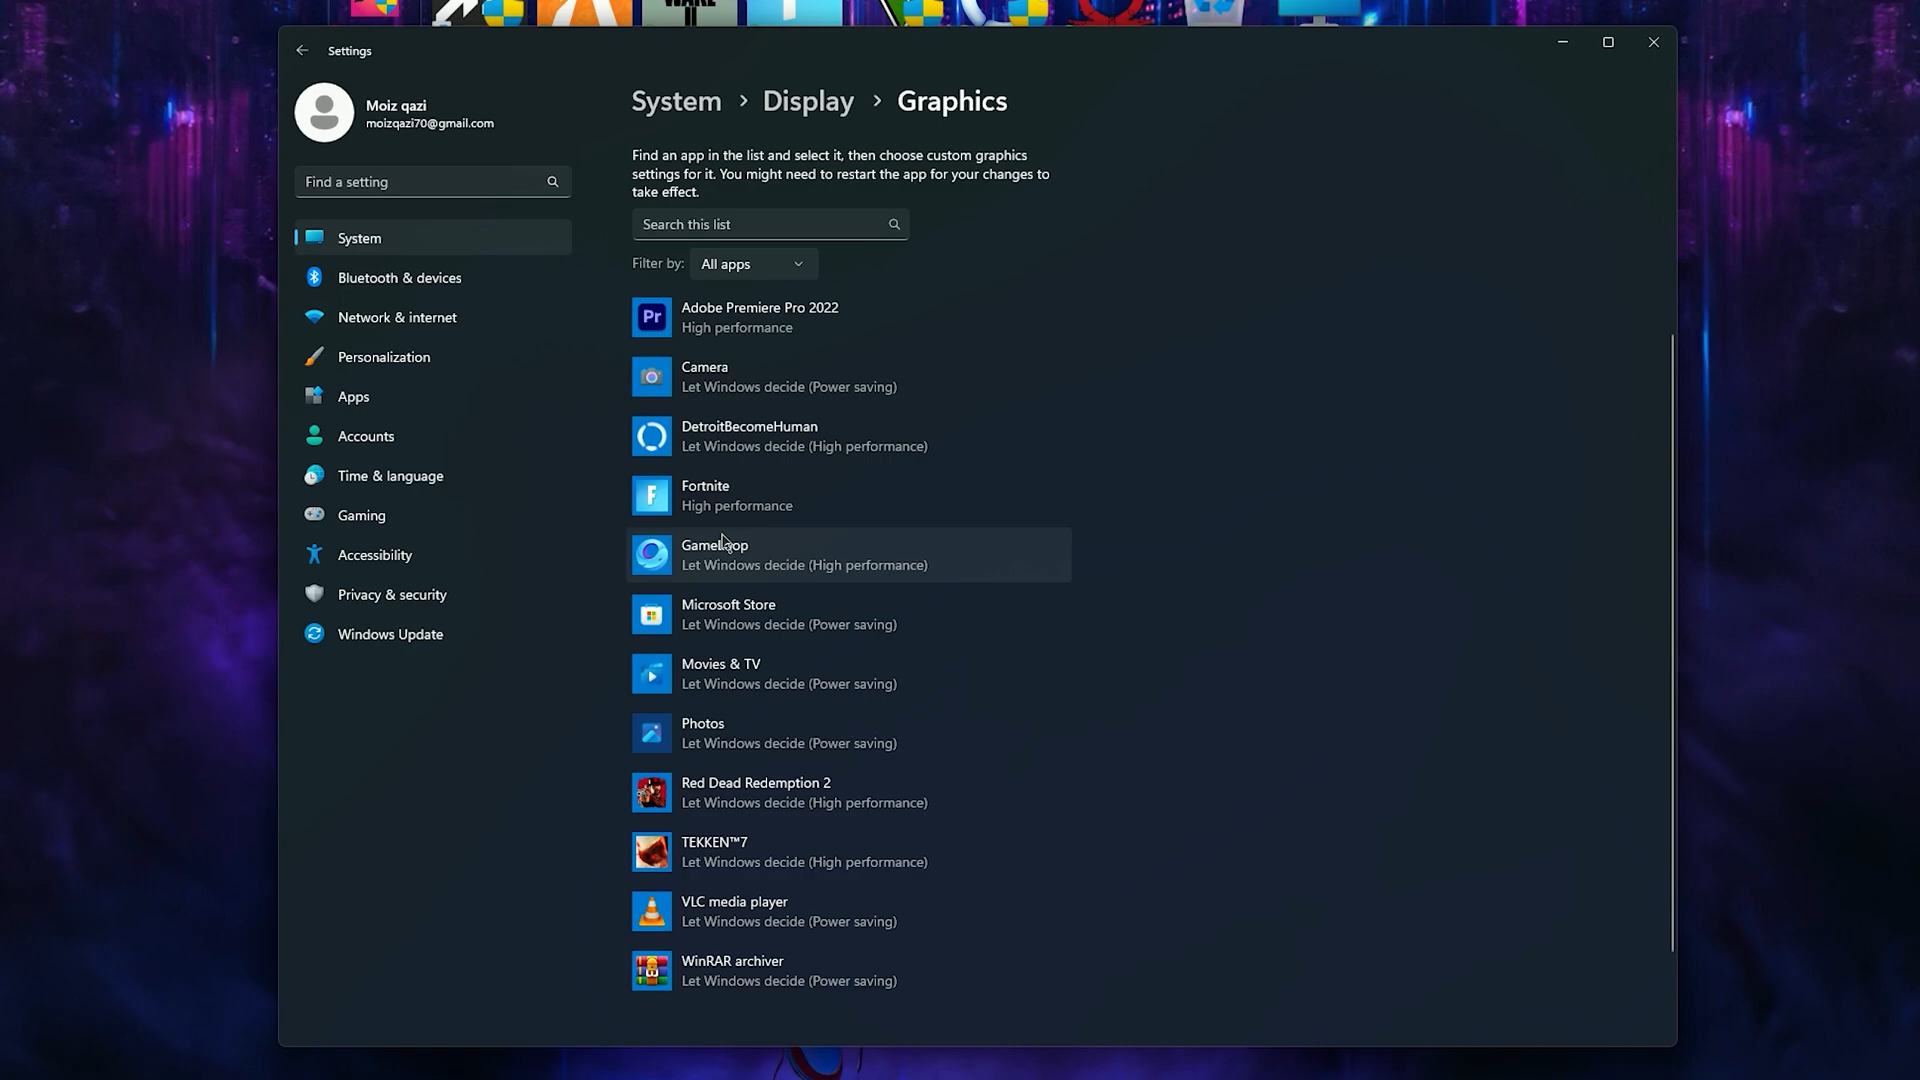 WARE
Settings
Moiz qazi
moizqazi70@gmail.com
Find a setting
System
Bluetooth & devices
Network & internet
Personalization
Apps
Accounts
Time & language
Gaming
Accessibility
Privacy & security
Windows Update
System > Display > Graphics
Find an app in the list and select it, then choose custom graphics
settings for it. You might need to restart the app for your changes to
take effect.
Search this list
Filter by: All apps
Pr
Adobe Premiere Pro 2022
High performance
Camera
Let Windows decide (Power saving)
DetroitBecomeHuman
Let Windows decide (High performance)
F
Fortnite
High performance
GameLoop
Let Windows decide (High performance)
Microsoft Store
Let Windows decide (Power saving)
Movies & TV
Let Windows decide (Power saving)
Photos
Let Windows decide (Power saving)
Red Dead Redemption 2
Let Windows decide (High performance)
TEKKEN™7
Let Windows decide (High performance)
VLC media player
Let Windows decide (Power saving)
WinRAR archiver
Let Windows decide (Power saving)